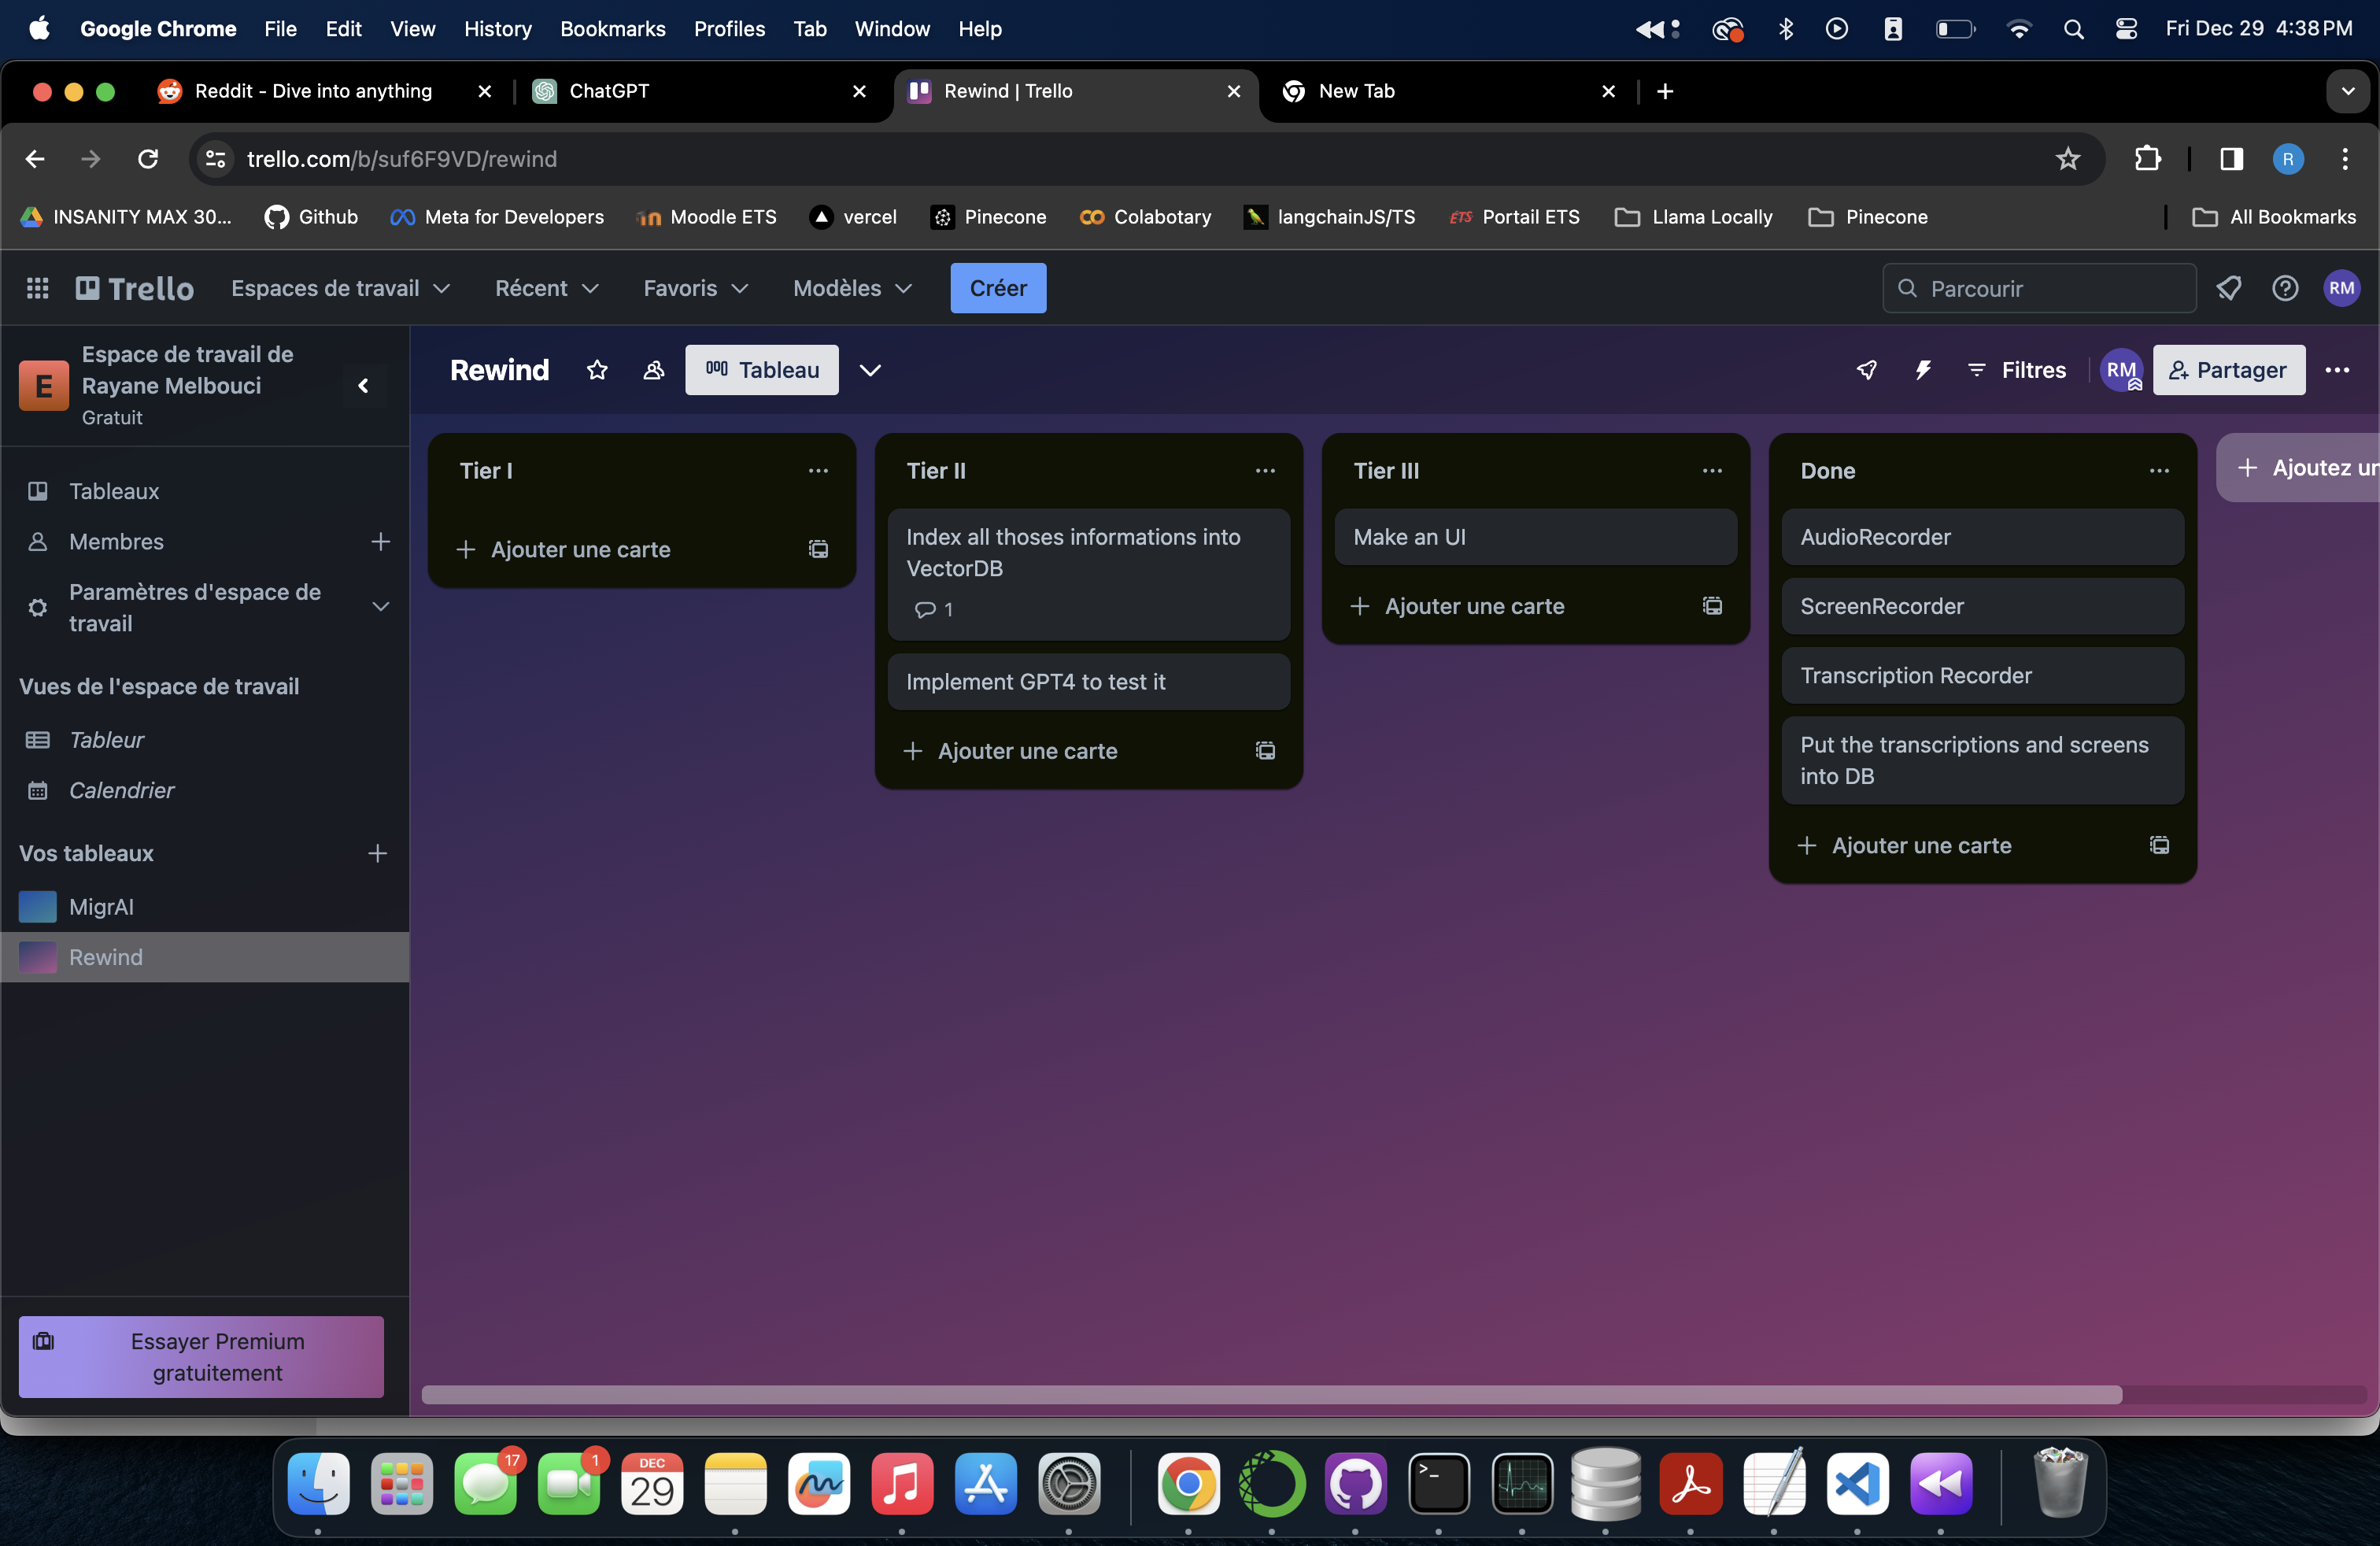 Google Chrome File Edit View History Bookmarks Profiles Tab Window Help Fri Dec 29 4:38 PM
Reddit - Dive into anything ChatGPT Rewind | Trello New Tab
trello.com/b/suf6F9VD/rewind R
INSANITY MAX 30... Github Meta for Developers Moodle ETS vercel Pinecone Colabotary langchainJS/TS ÉTS Portail ETS Llama Locally Pinecone All Bookmarks
Trello Espaces de travail Récent Favoris Modèles Créer Parcourir RM
E
Espace de travail de
Rayane Melbouci
Gratuit
Tableaux
Membres
Paramètres d'espace de
travail
Vues de l'espace de travail
Tableur
Calendrier
Vos tableaux
MigrAI
Rewind
Essayer Premium
gratuitement
Rewind Tableau Filtres RM Partager
Tier I
Ajouter une carte
Tier II
Index all thoses informations into
VectorDB
1
Implement GPT4 to test it
Ajouter une carte
Tier III
Make an UI
Ajouter une carte
Done
AudioRecorder
ScreenRecorder
Transcription Recorder
Put the transcriptions and screens
into DB
Ajouter une carte
Ajoutez un
17
1
DEC
29